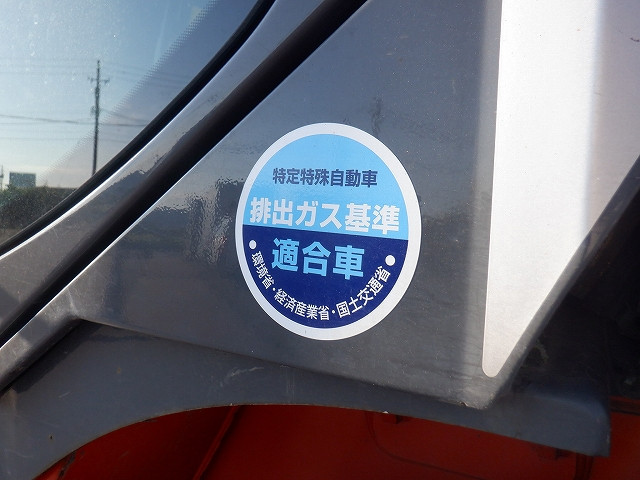 特定特殊自動車
排出ガス基準
適合車
●環境省・経済産業省・国土交通省●